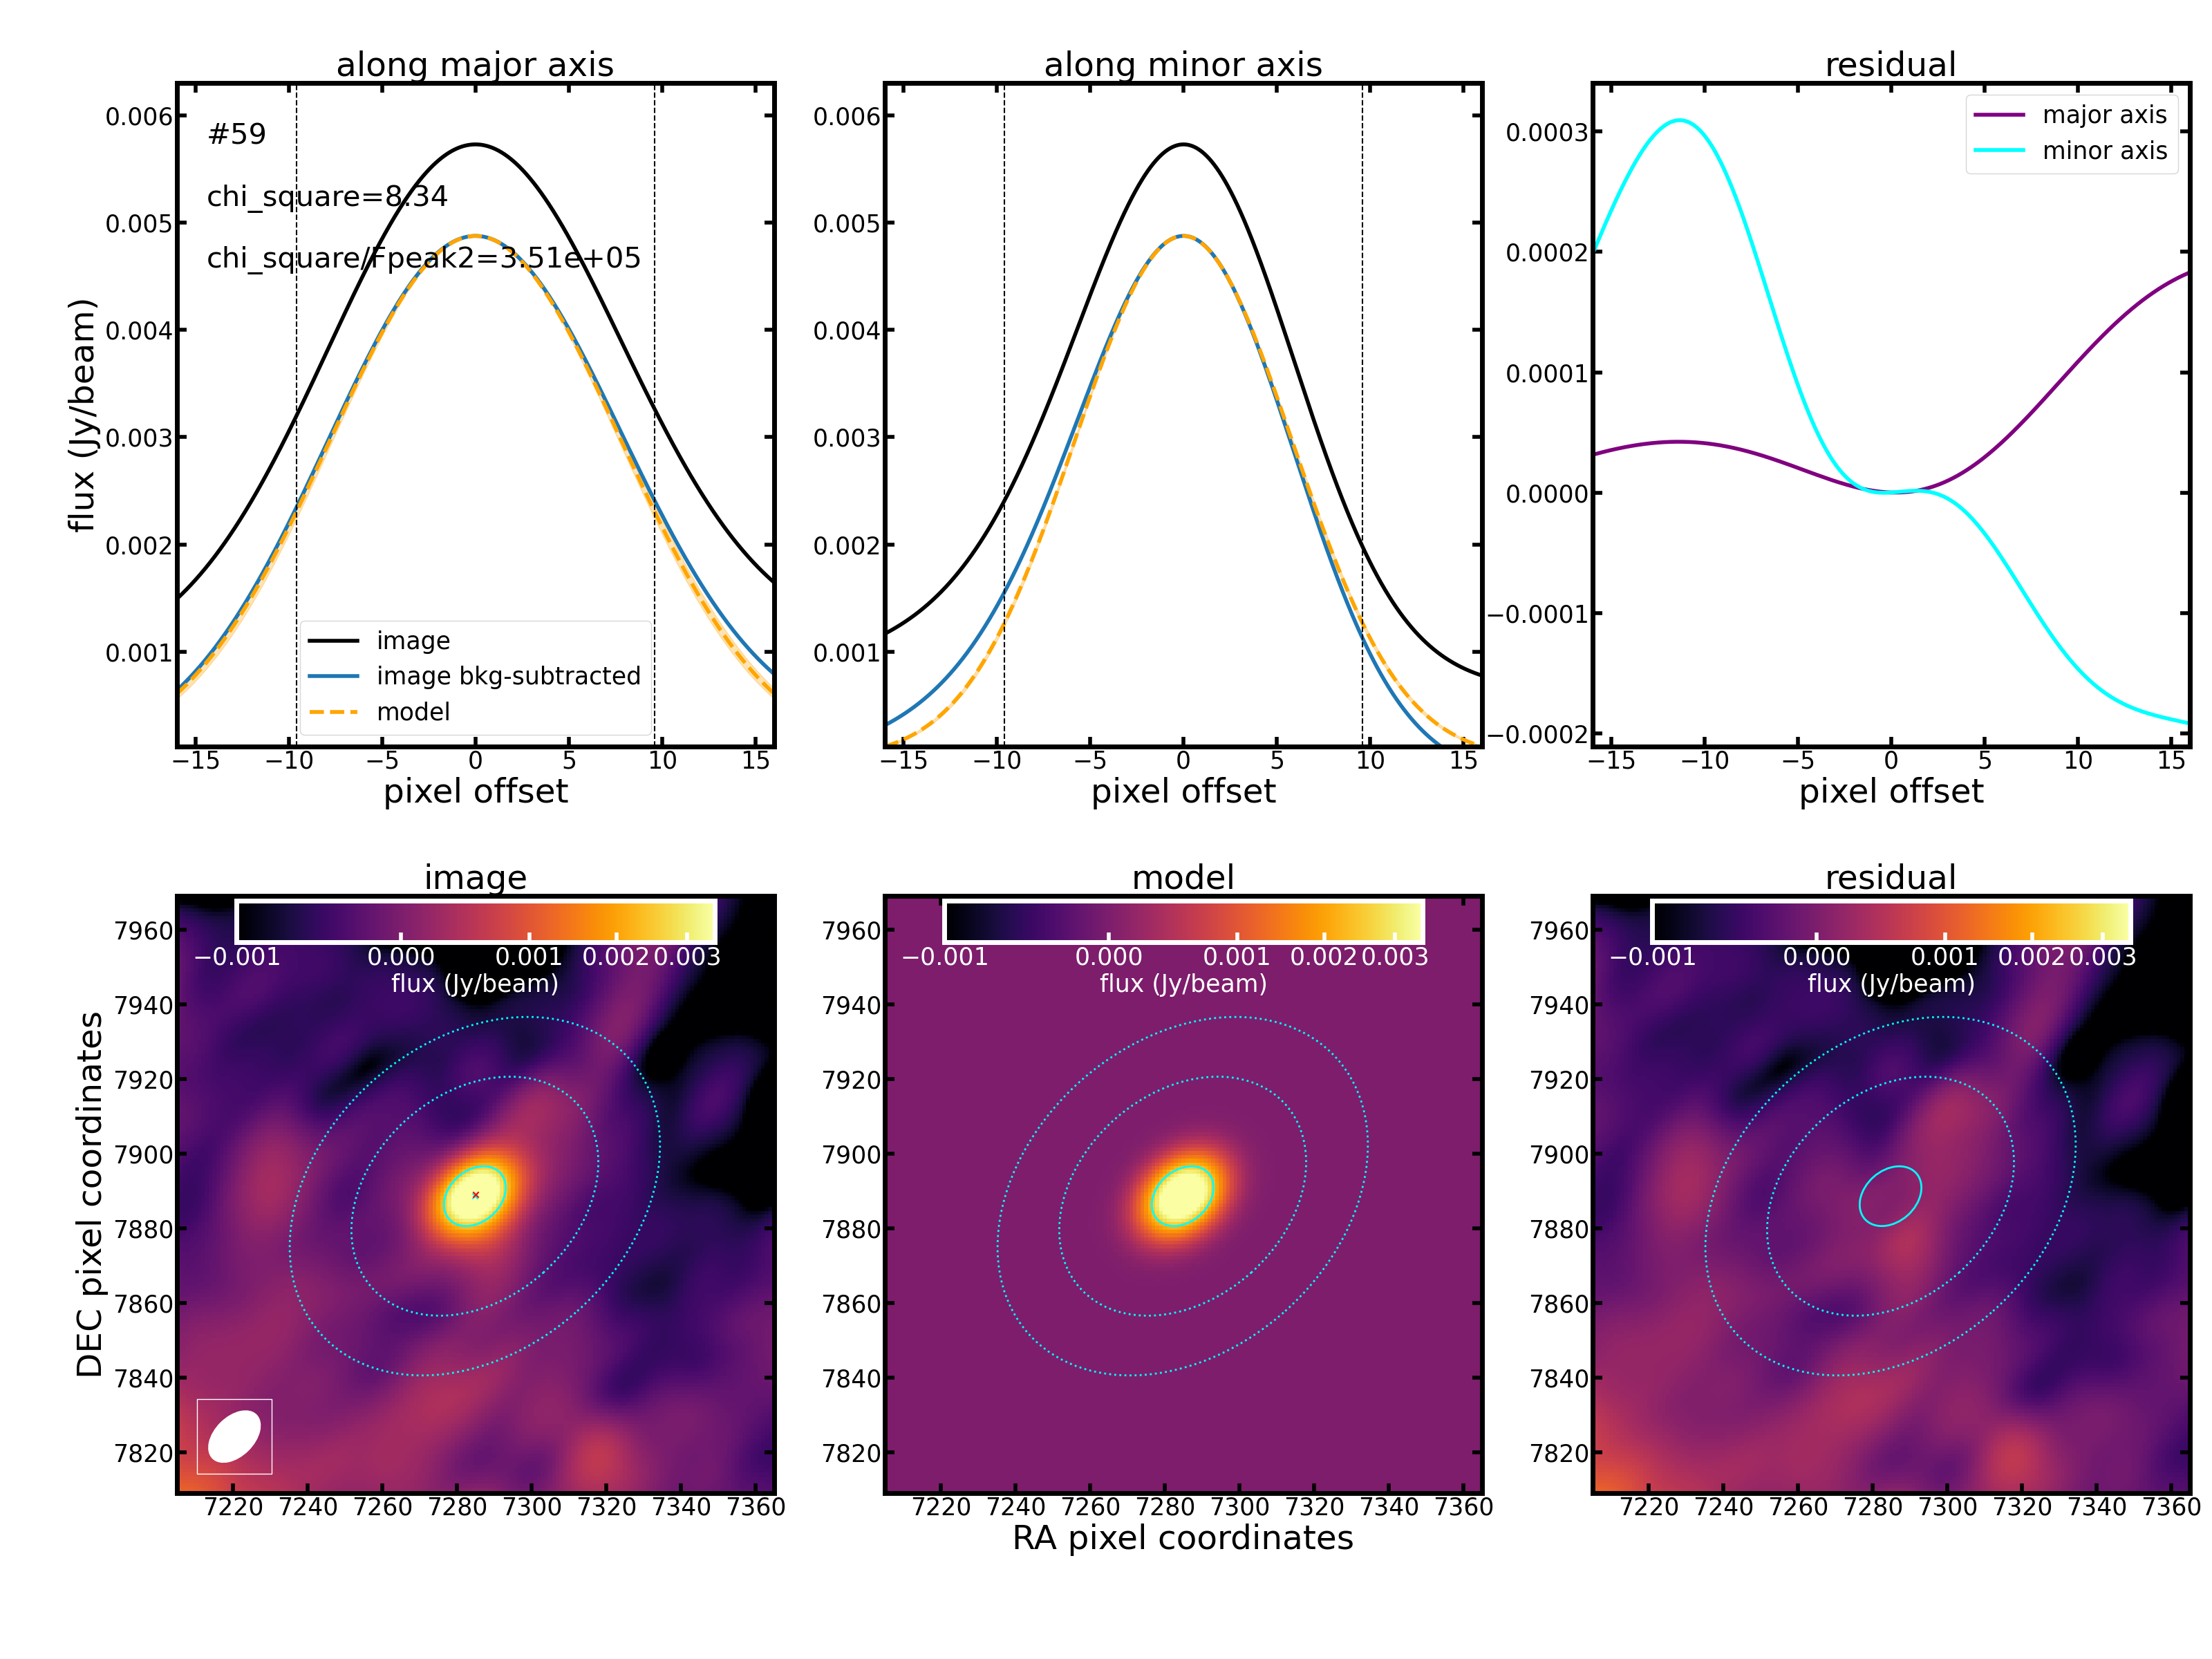 along major axis
along minor axis
residual
0.006
0.005
0.004
0.003
0.002
0.001
#59
chi_square=8.34
chi_square/Fpeak2=3.51e+05
image
image bkg-subtracted
model
flux (Jy/beam)
−15 −10 −5 0 5 10 15
pixel offset
0.006
0.005
0.004
0.003
0.002
0.001
−15 −10 −5 0 5 10 15
pixel offset
0.0003
0.0002
0.0001
0.0000
−0.0001
−0.0002
major axis
minor axis
−15 −10 −5 0 5 10 15
pixel offset
image
model
residual
7960
7940
7920
7900
7880
7860
7840
7820
DEC pixel coordinates
−0.001 0.000 0.001 0.002 0.003
flux (Jy/beam)
7220 7240 7260 7280 7300 7320 7340 7360
7960
7940
7920
7900
7880
7860
7840
7820
−0.001 0.000 0.001 0.002 0.003
flux (Jy/beam)
7220 7240 7260 7280 7300 7320 7340 7360
RA pixel coordinates
7960
7940
7920
7900
7880
7860
7840
7820
−0.001 0.000 0.001 0.002 0.003
flux (Jy/beam)
7220 7240 7260 7280 7300 7320 7340 7360